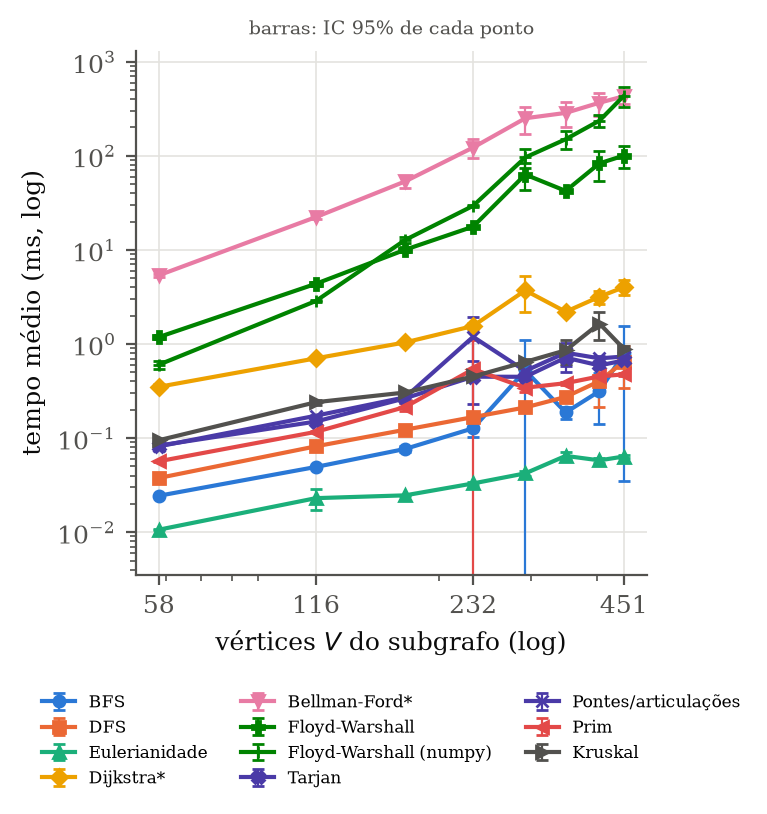 barras: IC 95% de cada ponto
10³
10²
10¹
10⁰
10⁻¹
10⁻²
tempo médio (ms, log)
58 116 232 451
vértices V do subgrafo (log)
BFS Bellman-Ford* Pontes/articulações
DFS Floyd-Warshall Prim
Eulerianidade Floyd-Warshall (numpy) Kruskal
Dijkstra* Tarjan